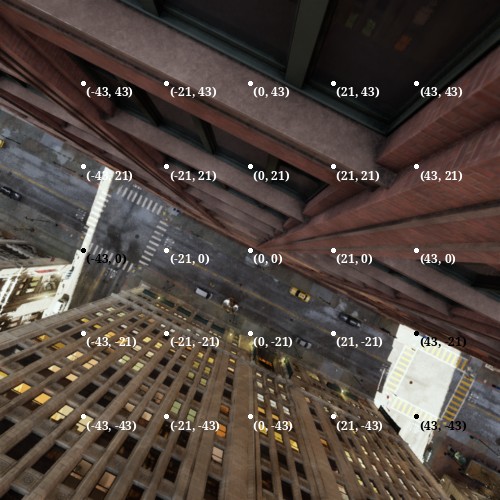 (-43, 43) (-21, 43) (0, 43) (21, 43) (43, 43)
(-43, 21) (-21, 21) (0, 21) (21, 21) (43, 21)
(-43, 0) (-21, 0) (0, 0) (21, 0) (43, 0)
(-43, -21) (-21, -21) (0, -21) (21, -21) (43, -21)
(-43, -43) (-21, -43) (0, -43) (21, -43) (43, -43)